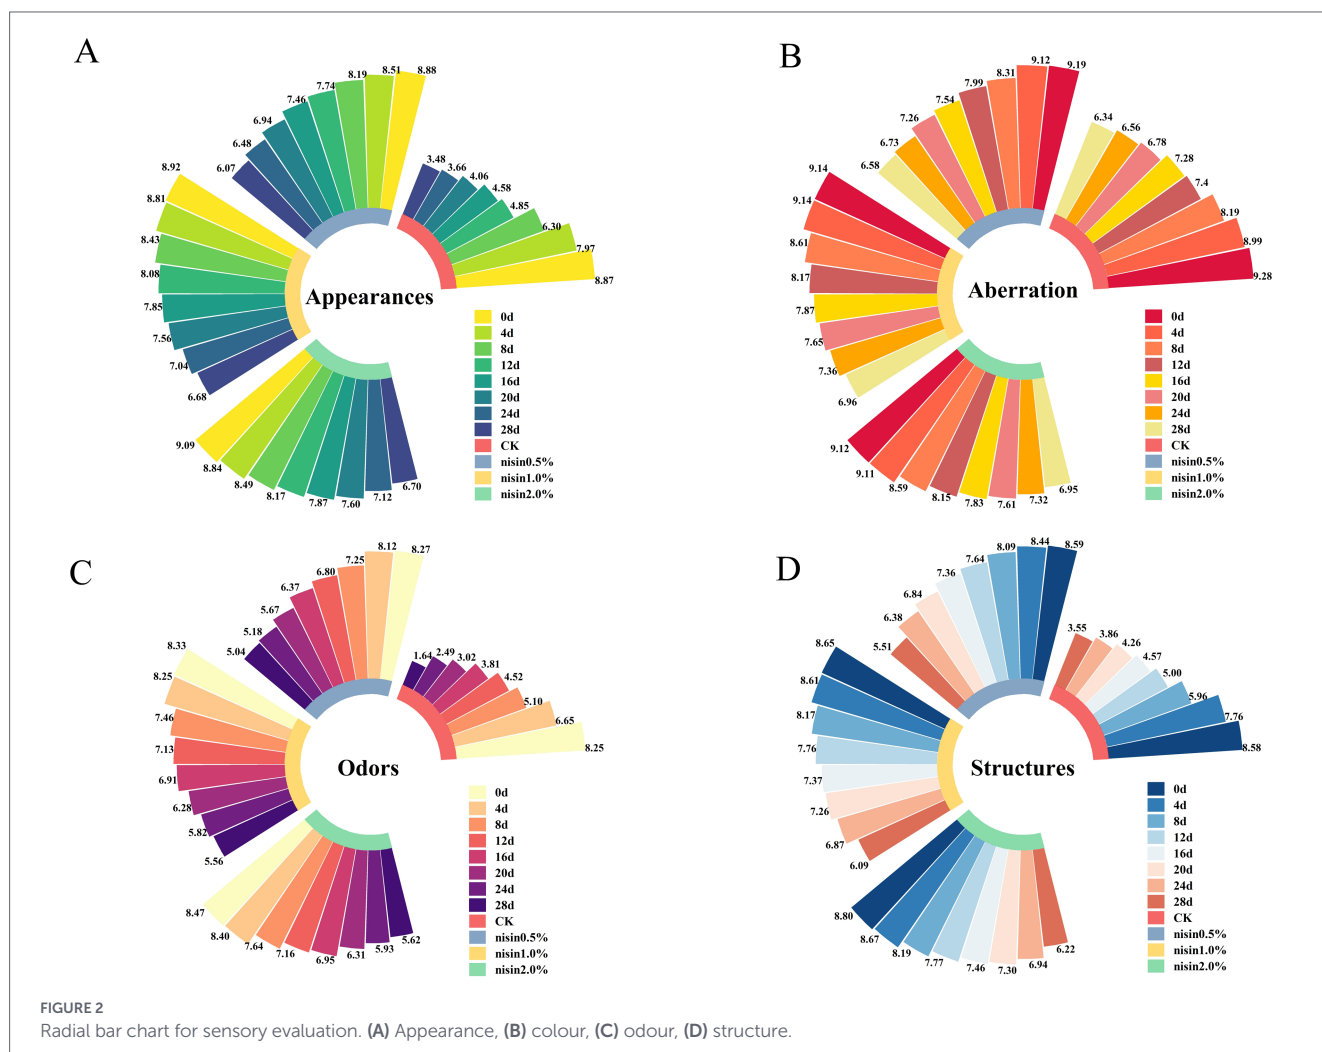 A
8.92
8.81
8.43
8.08
7.85
7.56
7.04
6.68
6.07
6.48
6.94
7.46
7.74
8.19
8.51
8.88
3.48
3.66
4.06
4.58
4.85
6.30
7.97
8.87
9.09
8.84
8.49
8.17
7.87
7.60
7.12
6.70
Appearances
0d
4d
8d
12d
16d
20d
24d
28d
CK
nisin0.5%
nisin1.0%
nisin2.0%
B
9.14
9.14
8.61
8.17
7.87
7.65
7.36
6.96
6.58
6.73
7.26
7.54
7.99
8.31
9.12
9.19
6.34
6.56
6.78
7.28
7.4
8.19
8.99
9.28
9.12
9.11
8.59
8.15
7.83
7.61
7.32
6.95
Aberration
0d
4d
8d
12d
16d
20d
24d
28d
CK
nisin0.5%
nisin1.0%
nisin2.0%
C
8.33
8.25
7.46
7.13
6.91
6.28
5.82
5.56
5.04
5.18
5.67
6.37
6.80
7.25
8.12
8.27
1.64
2.49
3.02
3.81
4.52
5.10
6.65
8.25
8.47
8.40
7.64
7.16
6.95
6.31
5.93
5.62
Odors
0d
4d
8d
12d
16d
20d
24d
28d
CK
nisin0.5%
nisin1.0%
nisin2.0%
D
8.65
8.61
8.17
7.76
7.37
7.26
6.87
6.09
5.51
6.38
6.84
7.36
7.64
8.09
8.44
8.59
3.55
3.86
4.26
4.57
5.00
5.96
7.76
8.58
8.80
8.67
8.19
7.77
7.46
7.30
6.94
6.22
Structures
0d
4d
8d
12d
16d
20d
24d
28d
CK
nisin0.5%
nisin1.0%
nisin2.0%
FIGURE 2
Radial bar chart for sensory evaluation. (A) Appearance, (B) colour, (C) odour, (D) structure.